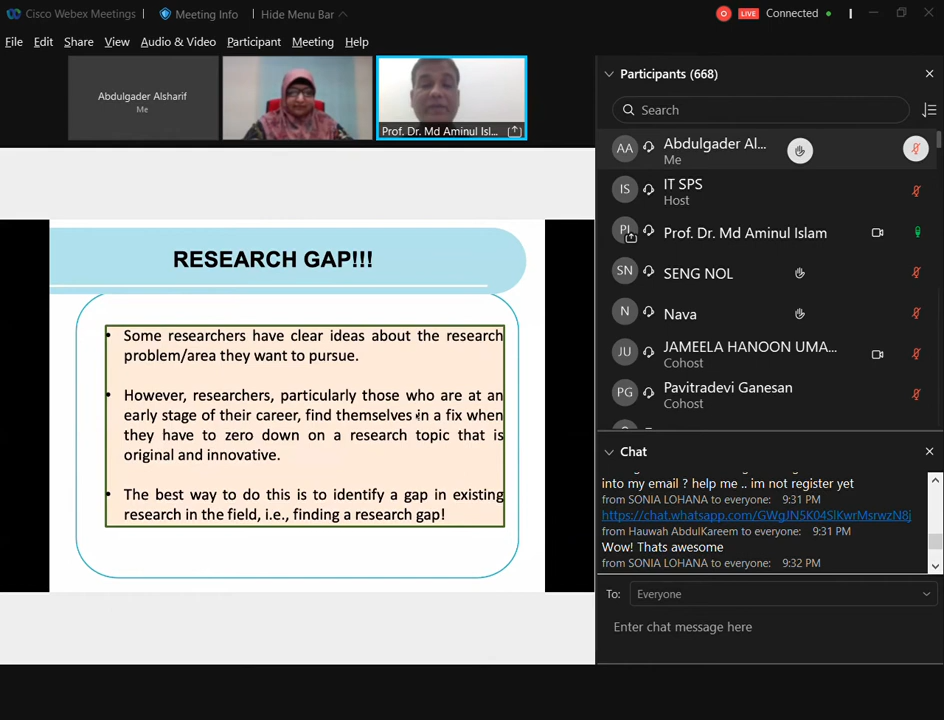 Cisco Webex Meetings
Meeting Info
Hide Menu Bar
LIVE
Connected
File Edit Share View Audio & Video Participant Meeting Help
Abdulgader Alsharif
Me
Prof. Dr. Md Aminul Isl...
RESEARCH GAP!!!
• Some researchers have clear ideas about the research
problem/area they want to pursue.
• However, researchers, particularly those who are at an
early stage of their career, find themselves in a fix when
they have to zero down on a research topic that is
original and innovative.
• The best way to do this is to identify a gap in existing
research in the field, i.e., finding a research gap!
Participants (668)
Search
AA Abdulgader Al...
Me
IS IT SPS
Host
PI Prof. Dr. Md Aminul Islam
SN SENG NOL
N Nava
JU JAMEELA HANOON UMA...
Cohost
PG Pavitradevi Ganesan
Cohost
Chat
into my email ? help me .. im not register yet
from SONIA LOHANA to everyone: 9:31 PM
https://chat.whatsapp.com/GWgJN5K04SlKwrMsrwzN8j
from Hauwah AbdulKareem to everyone: 9:31 PM
Wow! Thats awesome
from SONIA LOHANA to everyone: 9:32 PM
To: Everyone
Enter chat message here